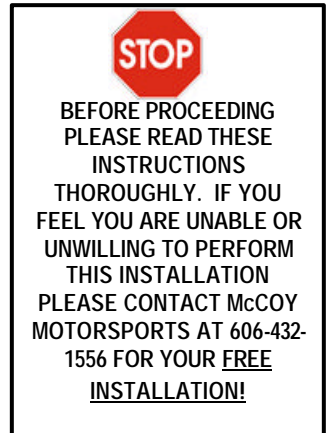 STOP
BEFORE PROCEEDING
PLEASE READ THESE
INSTRUCTIONS
THOROUGHLY. IF YOU
FEEL YOU ARE UNABLE OR
UNWILLING TO PERFORM
THIS INSTALLATION
PLEASE CONTACT McCOY
MOTORSPORTS AT 606-432-
1556 FOR YOUR FREE
INSTALLATION!